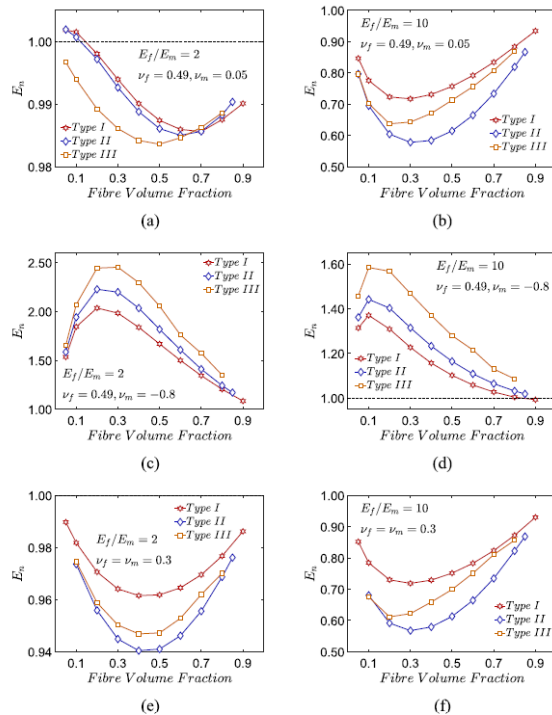 1.00
0.99
0.98
E_n
E_f/E_m = 2
ν_f = 0.49, ν_m = 0.05
Type I
Type II
Type III
0.1 0.3 0.5 0.7 0.9
Fibre Volume Fraction
(a)
1.00
0.90
0.80
0.70
0.60
0.50
E_n
E_f/E_m = 10
ν_f = 0.49, ν_m = 0.05
Type I
Type II
Type III
0.1 0.3 0.5 0.7 0.9
Fibre Volume Fraction
(b)
2.50
2.00
1.50
1.00
E_n
Type I
Type II
Type III
E_f/E_m = 2
ν_f = 0.49, ν_m = −0.8
0.1 0.3 0.5 0.7 0.9
Fibre Volume Fraction
(c)
1.60
1.40
1.20
1.00
E_n
E_f/E_m = 10
ν_f = 0.49, ν_m = −0.8
Type I
Type II
Type III
0.1 0.3 0.5 0.7 0.9
Fibre Volume Fraction
(d)
1.00
0.98
0.96
0.94
E_n
Type I
Type II
Type III
E_f/E_m = 2
ν_f = ν_m = 0.3
0.1 0.3 0.5 0.7 0.9
Fibre Volume Fraction
(e)
1.00
0.90
0.80
0.70
0.60
0.50
E_n
E_f/E_m = 10
ν_f = ν_m = 0.3
Type I
Type II
Type III
0.1 0.3 0.5 0.7 0.9
Fibre Volume Fraction
(f)